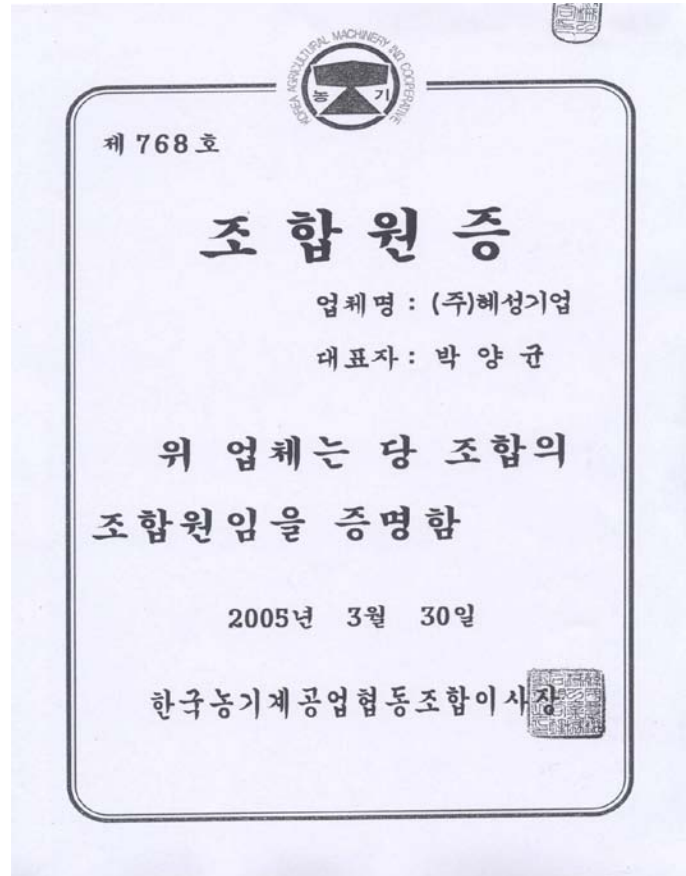 KOREA AGRICULTURAL MACHINERY IND. COOPERATIVE
농기
제 768 호
조 합 원 증
업체명 : (주)혜성기업
대표자 : 박 양 균
위 업체는 당 조합의
조합원임을 증명함
2005년 3월 30일
한국농기계공업협동조합이사장